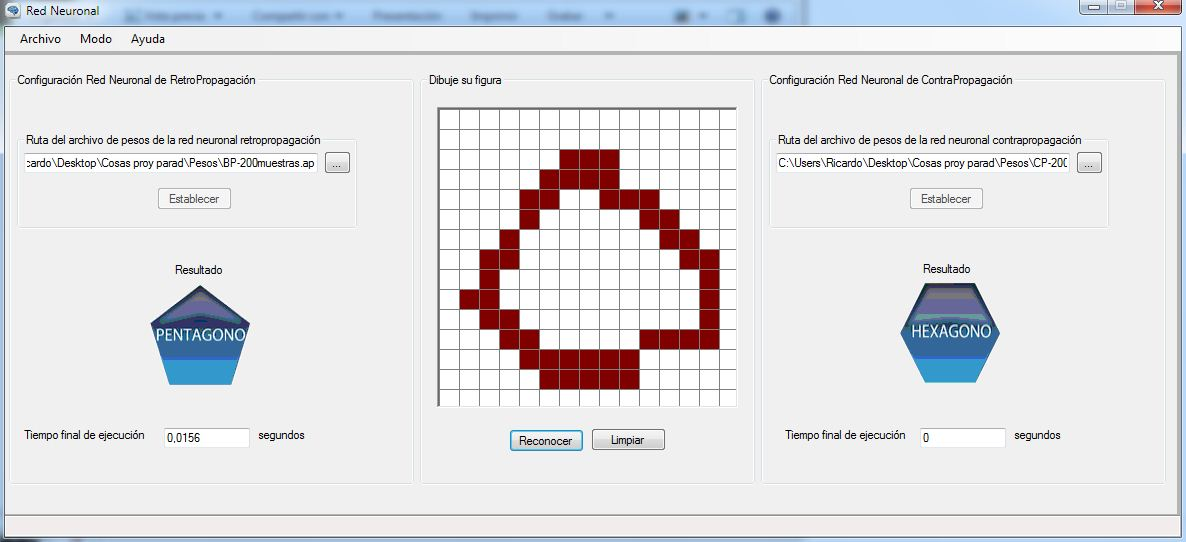 Red Neuronal
Archivo Modo Ayuda
Configuración Red Neuronal de RetroPropagación
Ruta del archivo de pesos de la red neuronal retropropagación
cardo\Desktop\Cosas proy parad\Pesos\BP-200muestras.ap ...
Establecer
Resultado
PENTAGONO
Tiempo final de ejecución 0,0156 segundos
Dibuje su figura
Reconocer Limpiar
Configuración Red Neuronal de ContraPropagación
Ruta del archivo de pesos de la red neuronal contrapropagación
C:\Users\Ricardo\Desktop\Cosas proy parad\Pesos\CP-200 ...
Establecer
Resultado
HEXAGONO
Tiempo final de ejecución 0 segundos